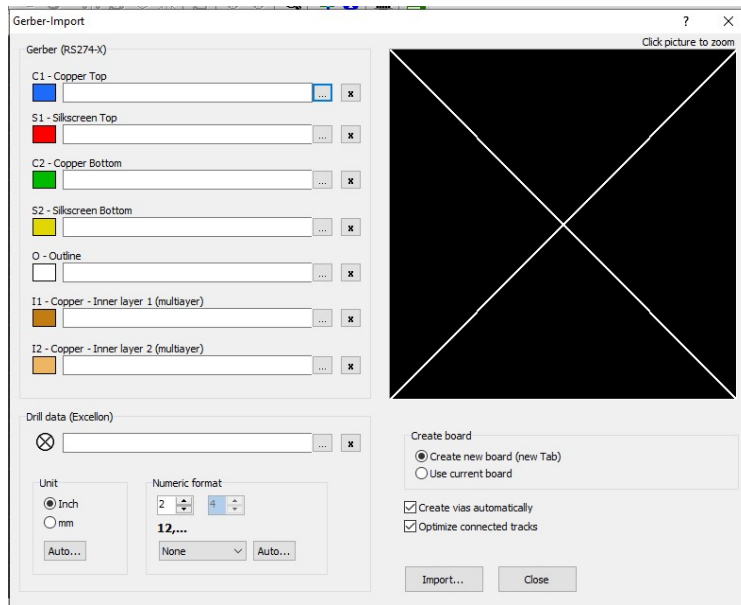 Gerber-Import
? X
Click picture to zoom
Gerber (RS274-X)
C1 - Copper Top
... x
S1 - Silkscreen Top
... x
C2 - Copper Bottom
... x
S2 - Silkscreen Bottom
... x
O - Outline
... x
I1 - Copper - Inner layer 1 (multiayer)
... x
I2 - Copper - Inner layer 2 (multiayer)
... x
Drill data (Excellon)
... x
Unit
Inch
mm
Auto...
Numeric format
2 4
12,...
None Auto...
Create board
Create new board (new Tab)
Use current board
Create vias automatically
Optimize connected tracks
Import... Close